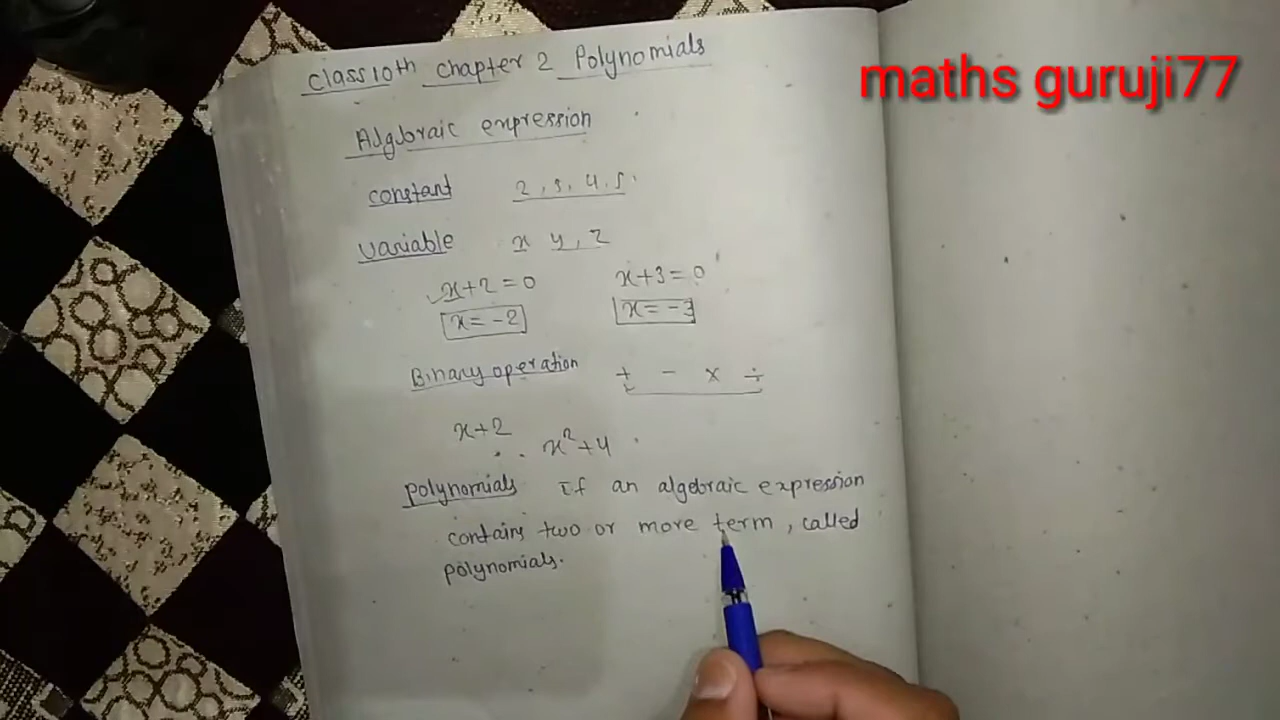 class 10th chapter 2 Polynomials
maths guruji77
Algebraic expression
constant 2, 3, 4, 5
variable x y, z
x+2=0 x+3=0
x=-2 x=-3
Binary operation + - x ÷
x+2
x²+4
polynomials If an algebraic expression
contains two or more term, called
polynomials.